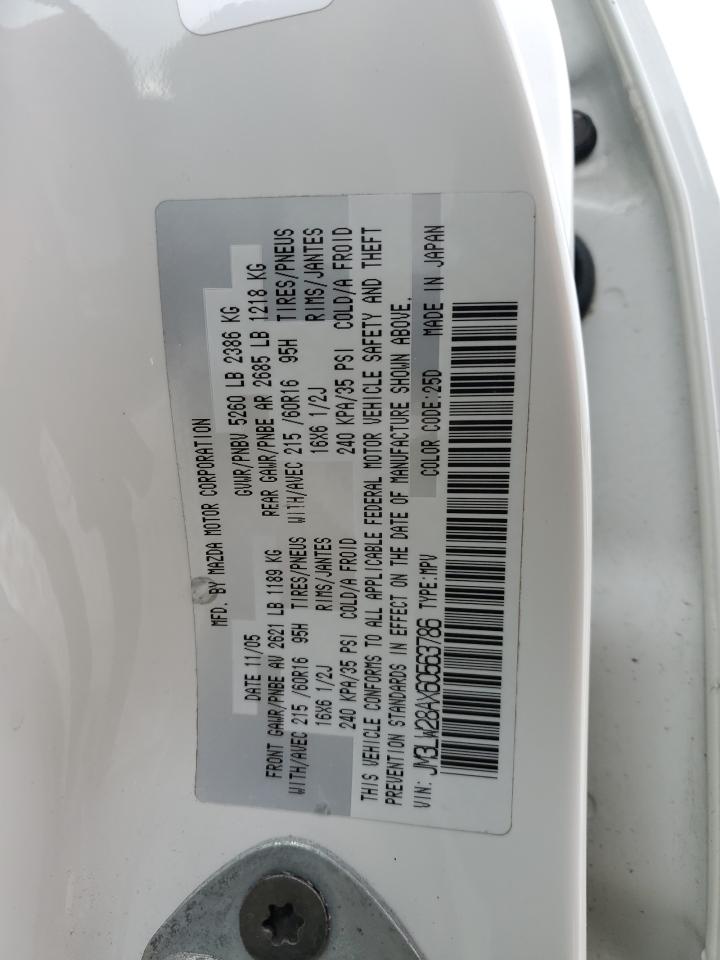 MFD. BY MAZDA MOTOR CORPORATION
DATE 11/05 GVWR/PNBV 5260 LB 2386 KG
FRONT GAWR/PNBE AV 2621 LB 1189 KG REAR GAWR/PNBE AR 2685 LB 1218 KG
WITH/AVEC 215 /60R16 95H TIRES/PNEUS WITH/AVEC 215 /60R16 95H TIRES/PNEUS
16X6 1/2J RIMS/JANTES 16X6 1/2J RIMS/JANTES
240 KPA/35 PSI COLD/A FROID 240 KPA/35 PSI COLD/A FROID
THIS VEHICLE CONFORMS TO ALL APPLICABLE FEDERAL MOTOR VEHICLE SAFETY AND THEFT
PREVENTION STANDARDS IN EFFECT ON THE DATE OF MANUFACTURE SHOWN ABOVE.
VIN: JM3LW28AX60563786 TYPE:MPV COLOR CODE:25D MADE IN JAPAN